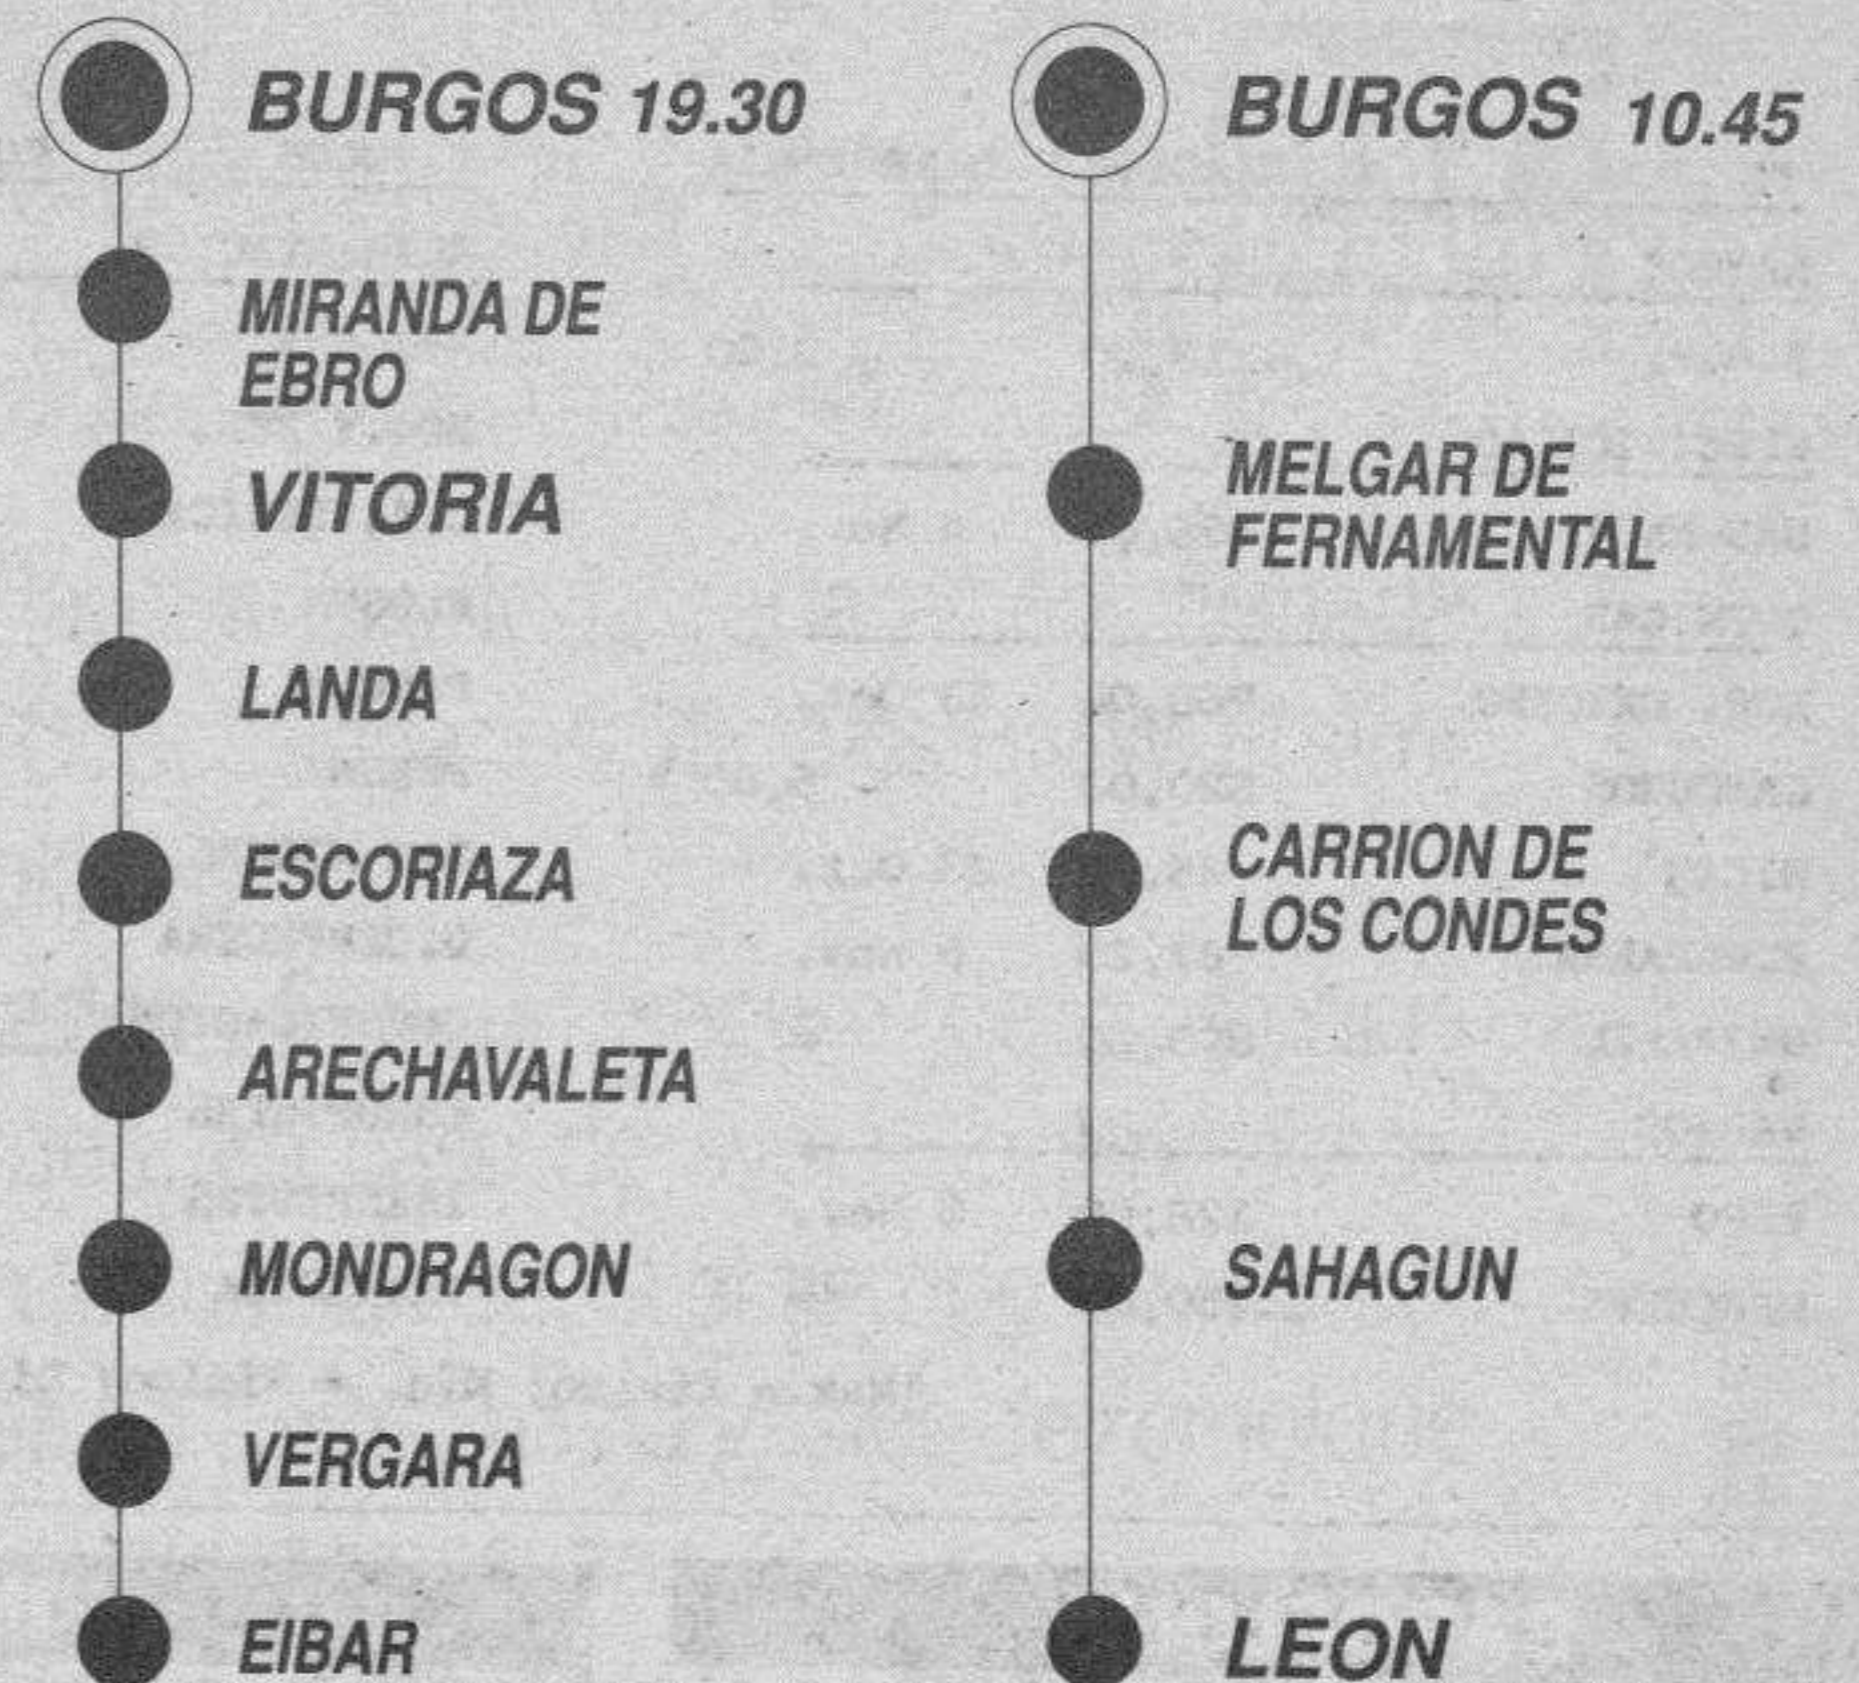 BURGOS 19.30
MIRANDA DE
EBRO
VITORIA
LANDA
ESCORIAZA
ARECHAVALETA
MONDRAGON
VERGARA
EIBAR
BURGOS 10.45
MELGAR DE
FERNAMENTAL
CARRION DE
LOS CONDES
SAHAGUN
LEON